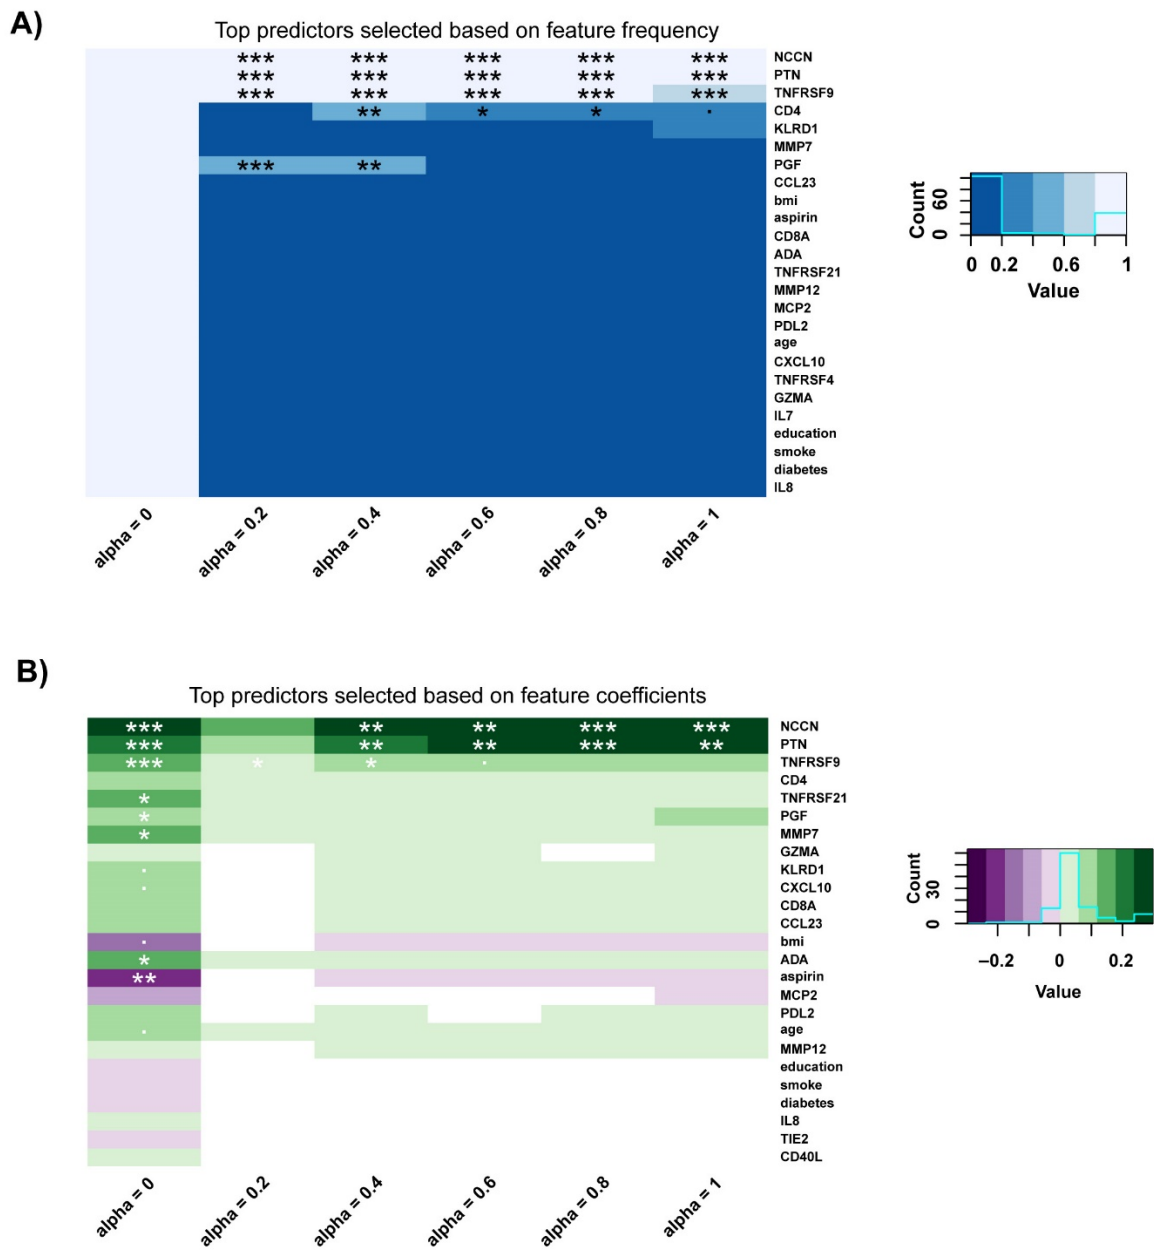 A)
Top predictors selected based on feature frequency
*** *** *** *** *** NCCN
*** *** *** *** *** PTN
*** *** *** *** *** TNFRSF9
** * * . CD4
KLRD1
MMP7
*** ** PGF
CCL23
bmi
aspirin
CD8A
ADA
TNFRSF21
MMP12
MCP2
PDL2
age
CXCL10
TNFRSF4
GZMA
IL7
education
smoke
diabetes
IL8
alpha = 0 alpha = 0.2 alpha = 0.4 alpha = 0.6 alpha = 0.8 alpha = 1
Count
60
0
0 0.2 0.6 1
Value
B)
Top predictors selected based on feature coefficients
*** ** ** *** *** NCCN
*** ** ** *** ** PTN
*** * * . TNFRSF9
CD4
* TNFRSF21
* PGF
* MMP7
GZMA
. KLRD1
. CXCL10
CD8A
CCL23
. bmi
* ADA
** aspirin
MCP2
PDL2
. age
MMP12
education
smoke
diabetes
IL8
TIE2
CD40L
alpha = 0 alpha = 0.2 alpha = 0.4 alpha = 0.6 alpha = 0.8 alpha = 1
Count
30
0
−0.2 0 0.2
Value